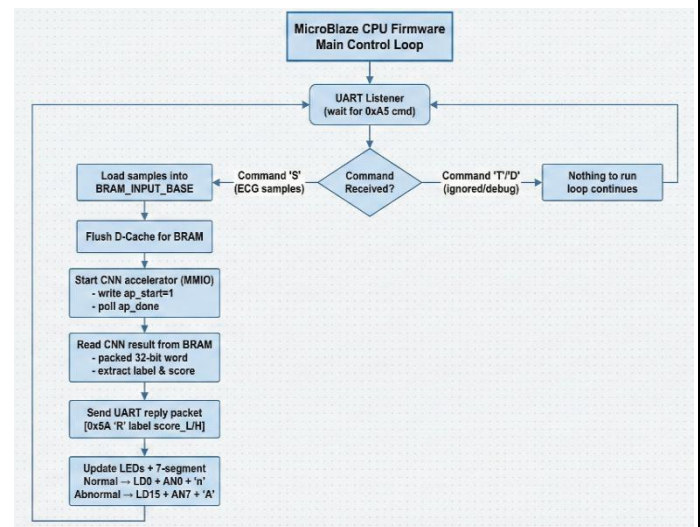 MicroBlaze CPU Firmware
Main Control Loop
UART Listener
(wait for 0xA5 cmd)
Load samples into
BRAM_INPUT_BASE
Command 'S'
(ECG samples)
Command
Received?
Command 'T'/'D'
(ignored/debug)
Nothing to run
loop continues
Flush D-Cache for BRAM
Start CNN accelerator (MMIO)
- write ap_start=1
- poll ap_done
Read CNN result from BRAM
- packed 32-bit word
- extract label & score
Send UART reply packet
[0x5A 'R' label score_L/H]
Update LEDs + 7-segment
Normal → LD0 + AN0 + 'n'
Abnormal → LD15 + AN7 + 'A'